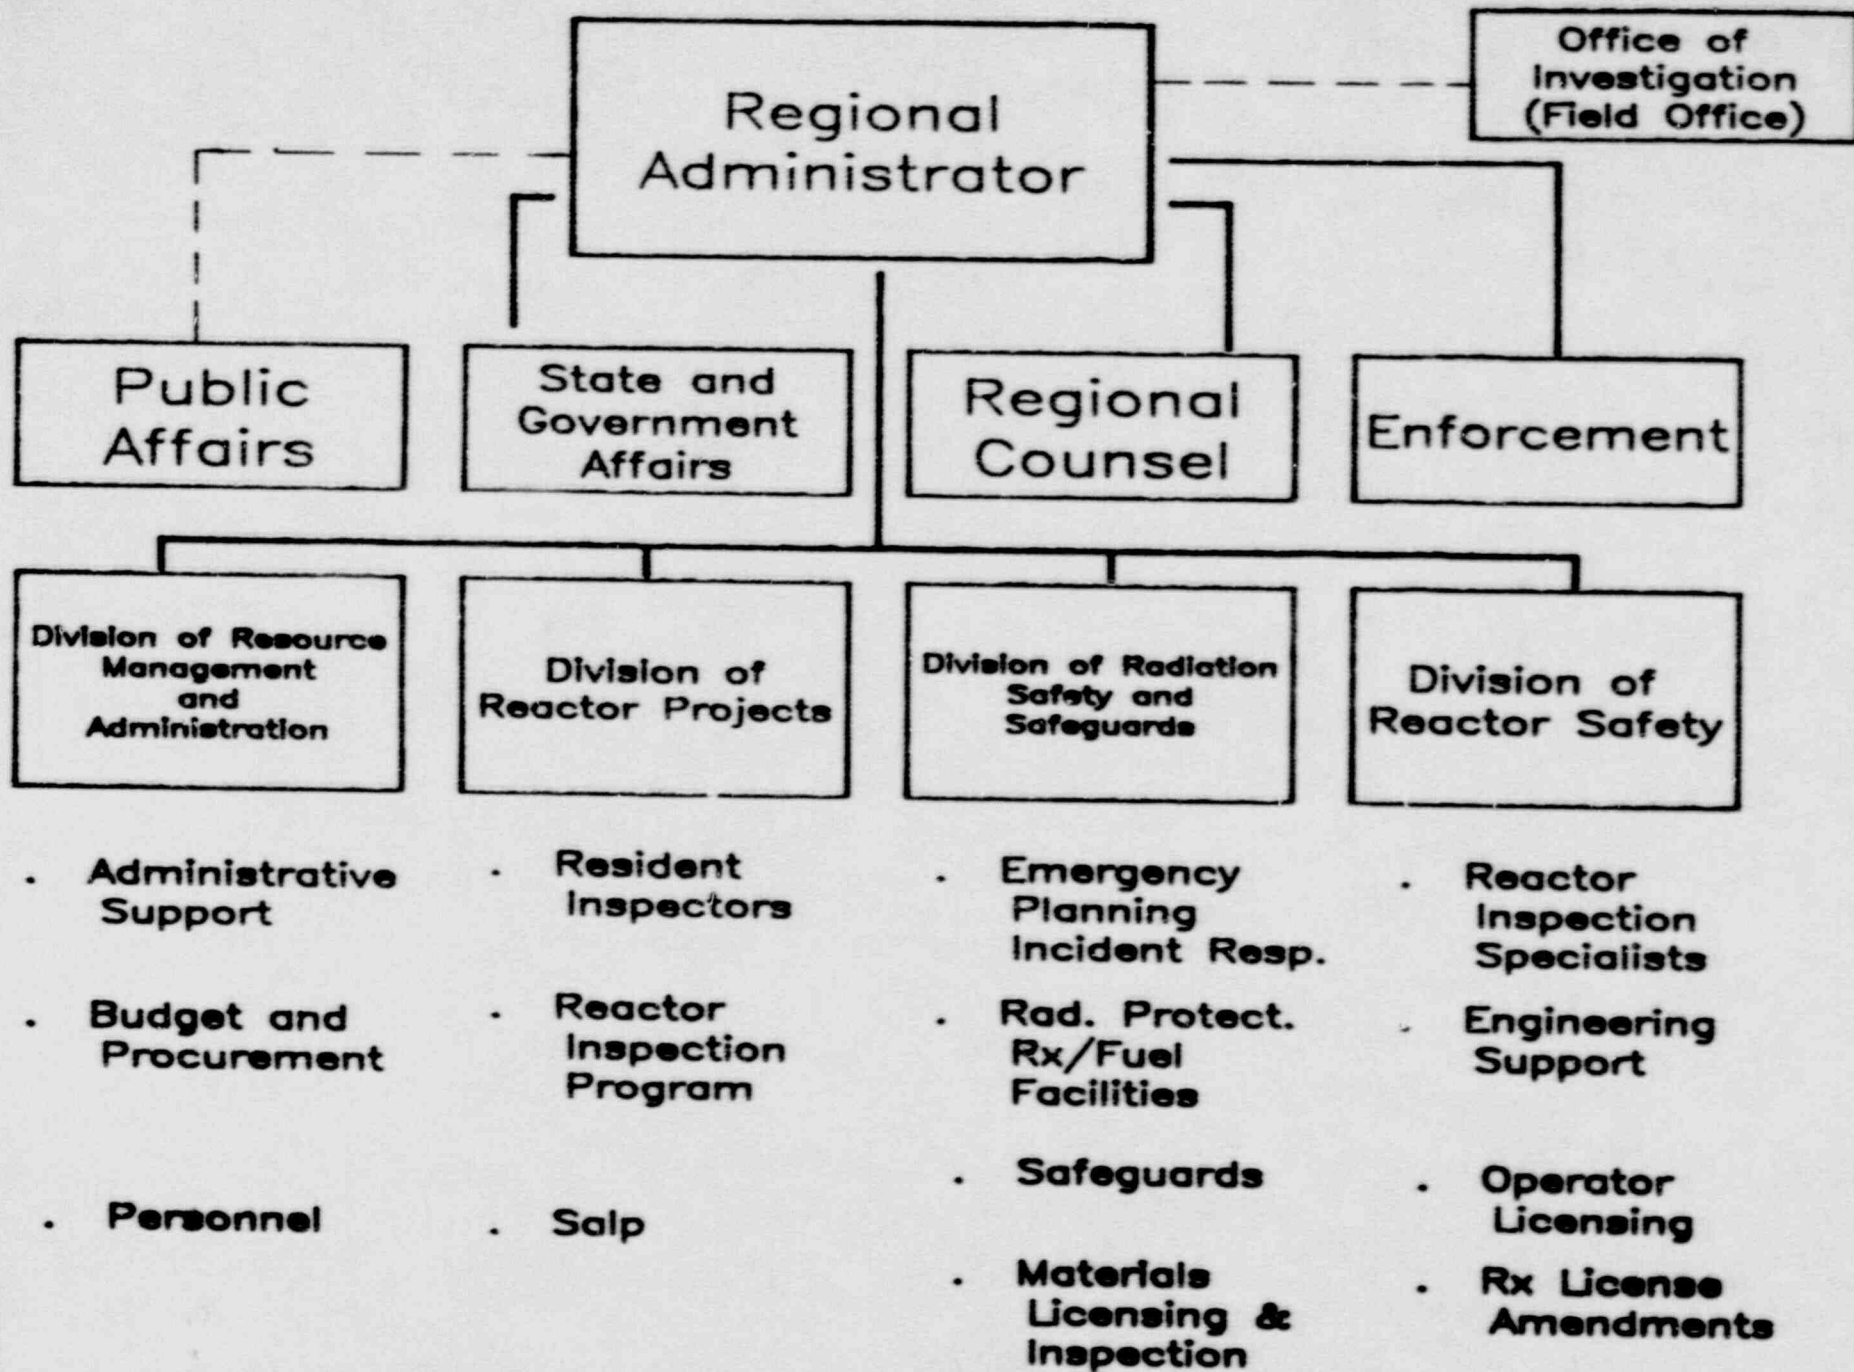 Regional
Administrator
Office of
Investigation
(Field Office)
Public
Affairs
State and
Government
Affairs
Regional
Counsel
Enforcement
Division of Resource
Management
and
Administration
Division of
Reactor Projects
Division of Radiation
Safety and
Safeguards
Division of
Reactor Safety
. Administrative
Support
. Budget and
Procurement
. Personnel
. Resident
Inspectors
. Reactor
Inspection
Program
. Salp
. Emergency
Planning
Incident Resp.
. Rad. Protect.
Rx/Fuel
Facilities
. Safeguards
. Materials
Licensing &
Inspection
. Reactor
Inspection
Specialists
. Engineering
Support
. Operator
Licensing
. Rx License
Amendments